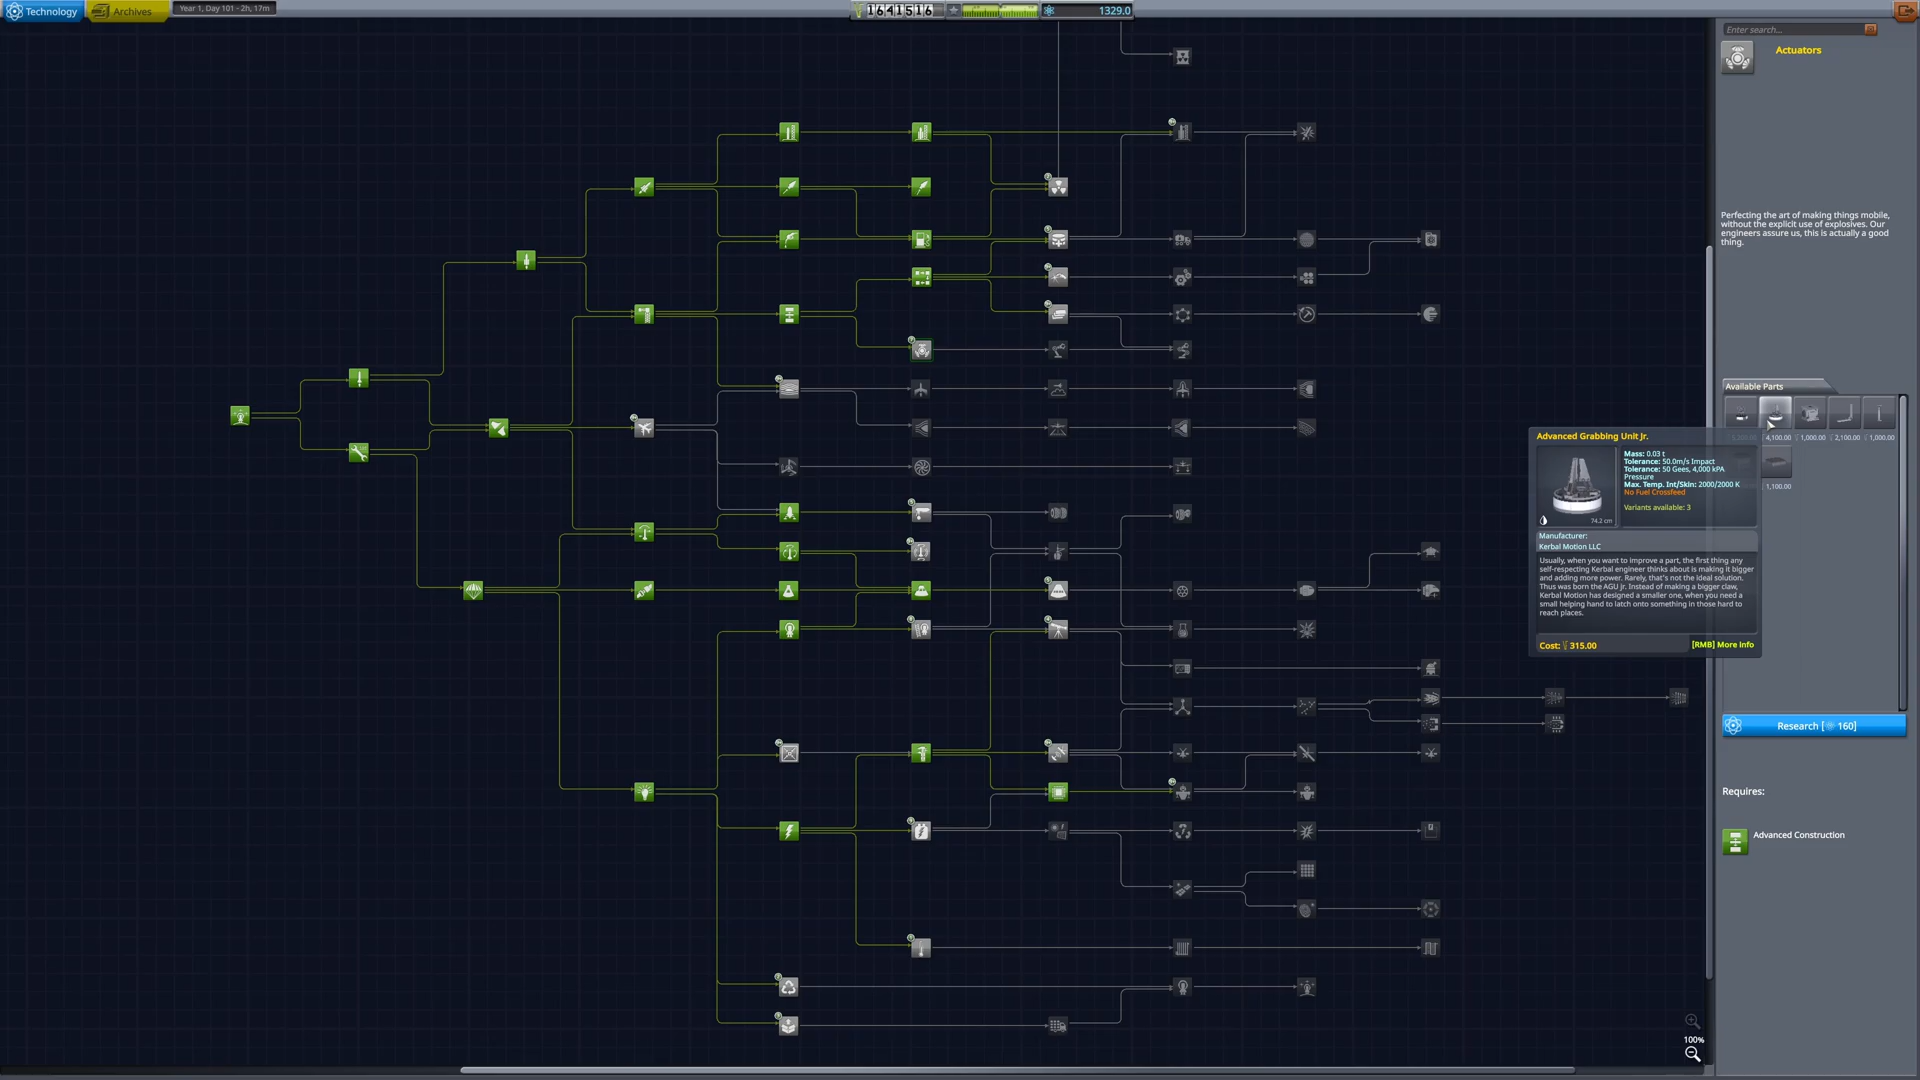 Technology
Archives
Year 1, Day 101 - 2h, 17m
1641516
1329.0
Enter search...
Actuators
Perfecting the art of making things mobile,
without the explicit use of explosives. Our
engineers assure us, this is actually a good
thing.
Available Parts
4,100.00
1,000.00
2,100.00
1,000.00
1,100.00
Advanced Grabbing Unit Jr.
Mass: 0.03 t
Tolerance: 50.0m/s Impact
Tolerance: 50 Gees, 4,000 kPA
Pressure
Max. Temp. Int/Skin: 2000/2000 K
No Fuel Crossfeed
Variants available: 3
74.2 cm
Manufacturer:
Kerbal Motion LLC
Usually, when you want to improve a part, the first thing any
self-respecting Kerbal engineer thinks about is making it bigger
and adding more power. Rarely, that's not the ideal solution.
Thus was born the AGU Jr. Instead of making a bigger claw,
Kerbal Motion has designed a smaller one, when you need a
small helping hand to latch onto something in those hard to
reach places.
Cost: 315.00
[RMB] More Info
Research [ 160]
Requires:
Advanced Construction
100%